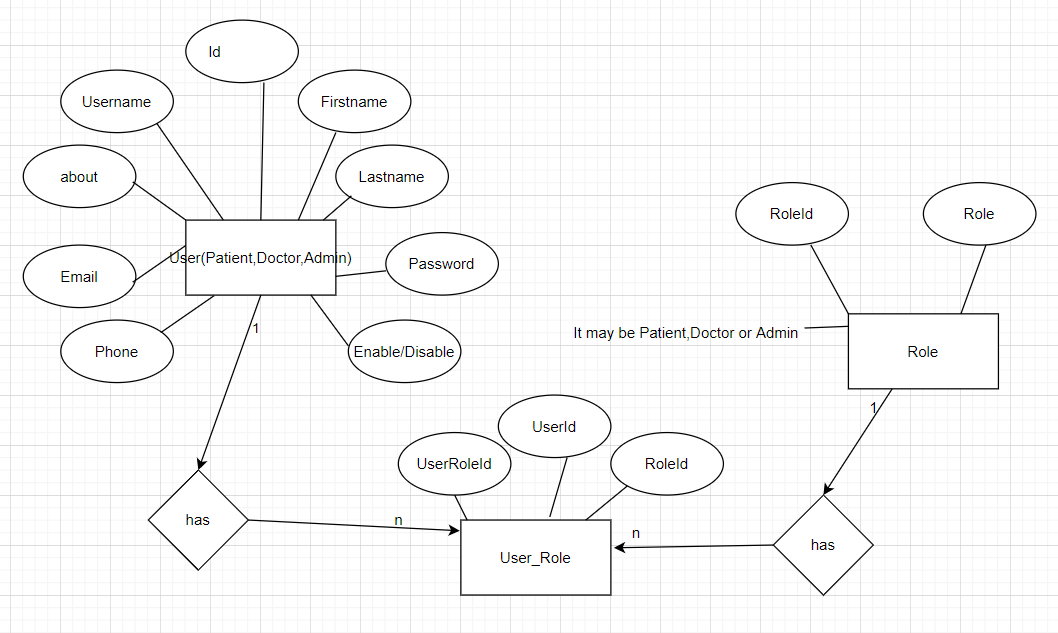 Id
Username
Firstname
about
Lastname
RoleId
Role
User(Patient,Doctor,Admin)
Password
Email
1
It may be Patient,Doctor or Admin
Phone
Enable/Disable
Role
1
UserId
UserRoleId
RoleId
has
n
n
has
User_Role